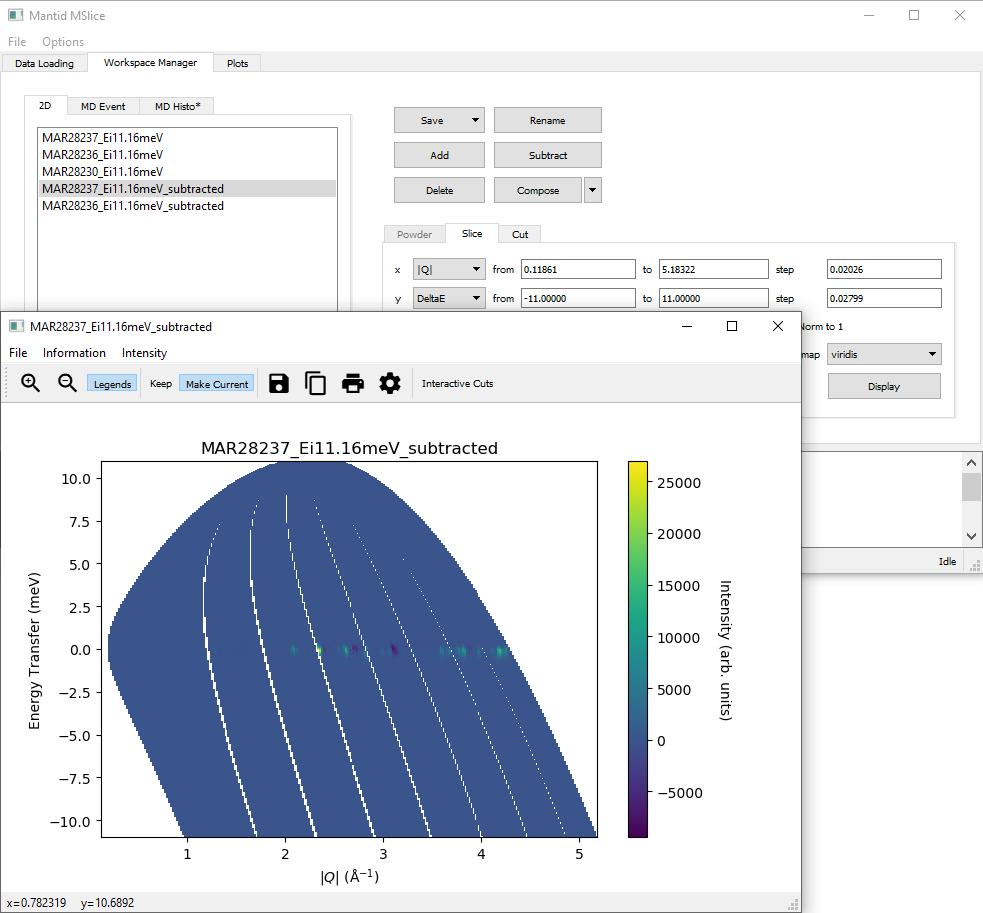 Mantid MSlice
File Options
Data Loading Workspace Manager Plots
2D MD Event MD Histo*
MAR28237_Ei11.16meV
MAR28236_Ei11.16meV
MAR28230_Ei11.16meV
MAR28237_Ei11.16meV_subtracted
MAR28236_Ei11.16meV_subtracted
Save Rename
Add Subtract
Delete Compose
Powder Slice Cut
x |Q| from 0.11861 to 5.18322 step 0.02026
y DeltaE from -11.00000 to 11.00000 step 0.02799
Norm to 1
map viridis
Display
Idle
MAR28237_Ei11.16meV_subtracted
File Information Intensity
Legends Keep Make Current Interactive Cuts
MAR28237_Ei11.16meV_subtracted
10.0
7.5
5.0
2.5
0.0
−2.5
−5.0
−7.5
−10.0
Energy Transfer (meV)
1 2 3 4 5
|Q| (Å⁻¹)
25000
20000
15000
10000
5000
0
−5000
Intensity (arb. units)
x=0.782319 y=10.6892